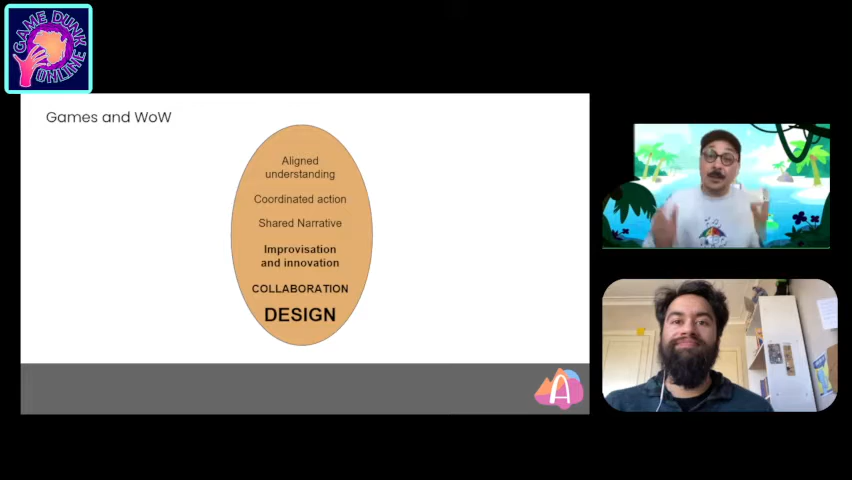 GAME DUNK
ONLINE
Games and WoW
Aligned
understanding
Coordinated action
Shared Narrative
Improvisation
and innovation
COLLABORATION
DESIGN
A